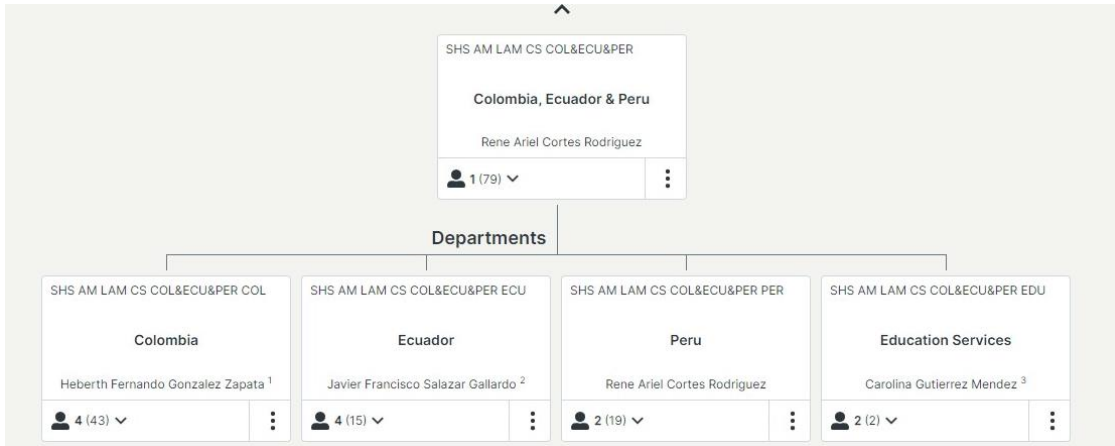 SHS AM LAM CS COL&ECU&PER
Colombia, Ecuador & Peru
Rene Ariel Cortes Rodriguez
1 (79)
Departments
SHS AM LAM CS COL&ECU&PER COL
Colombia
Heberth Fernando Gonzalez Zapata 1
4 (43)
SHS AM LAM CS COL&ECU&PER ECU
Ecuador
Javier Francisco Salazar Gallardo 2
4 (15)
SHS AM LAM CS COL&ECU&PER PER
Peru
Rene Ariel Cortes Rodriguez
2 (19)
SHS AM LAM CS COL&ECU&PER EDU
Education Services
Carolina Gutierrez Mendez 3
2 (2)